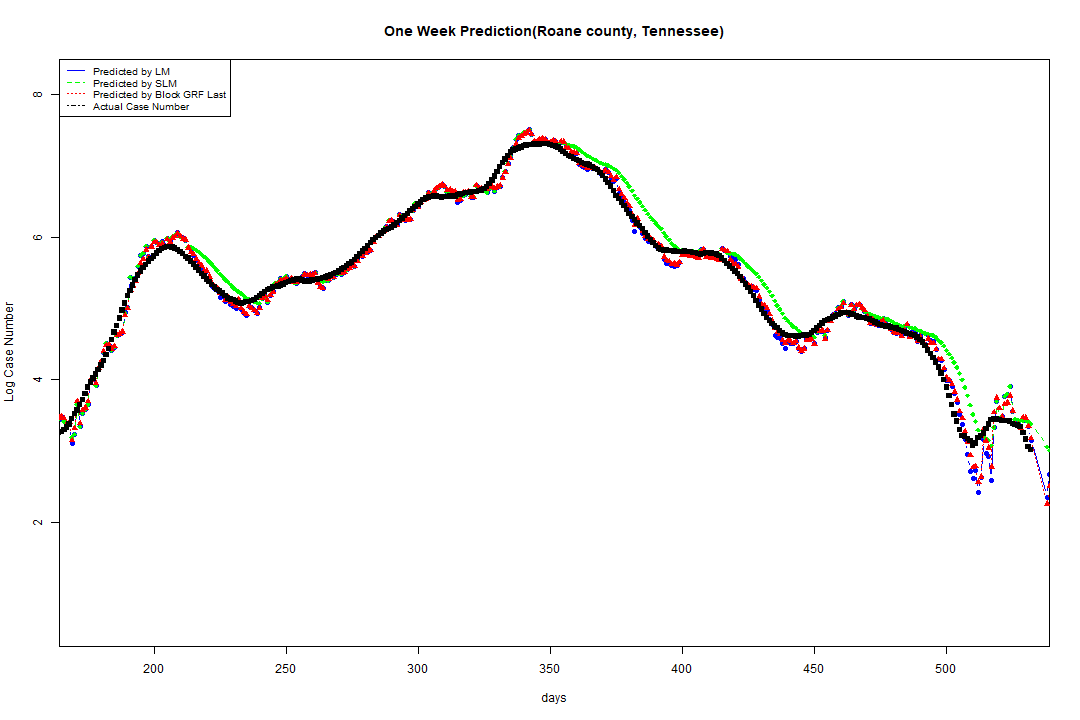 One Week Prediction(Roane county, Tennessee)
Predicted by LM
Predicted by SLM
Predicted by Block GRF Last
Actual Case Number
8
6
4
2
Log Case Number
200 250 300 350 400 450 500
days